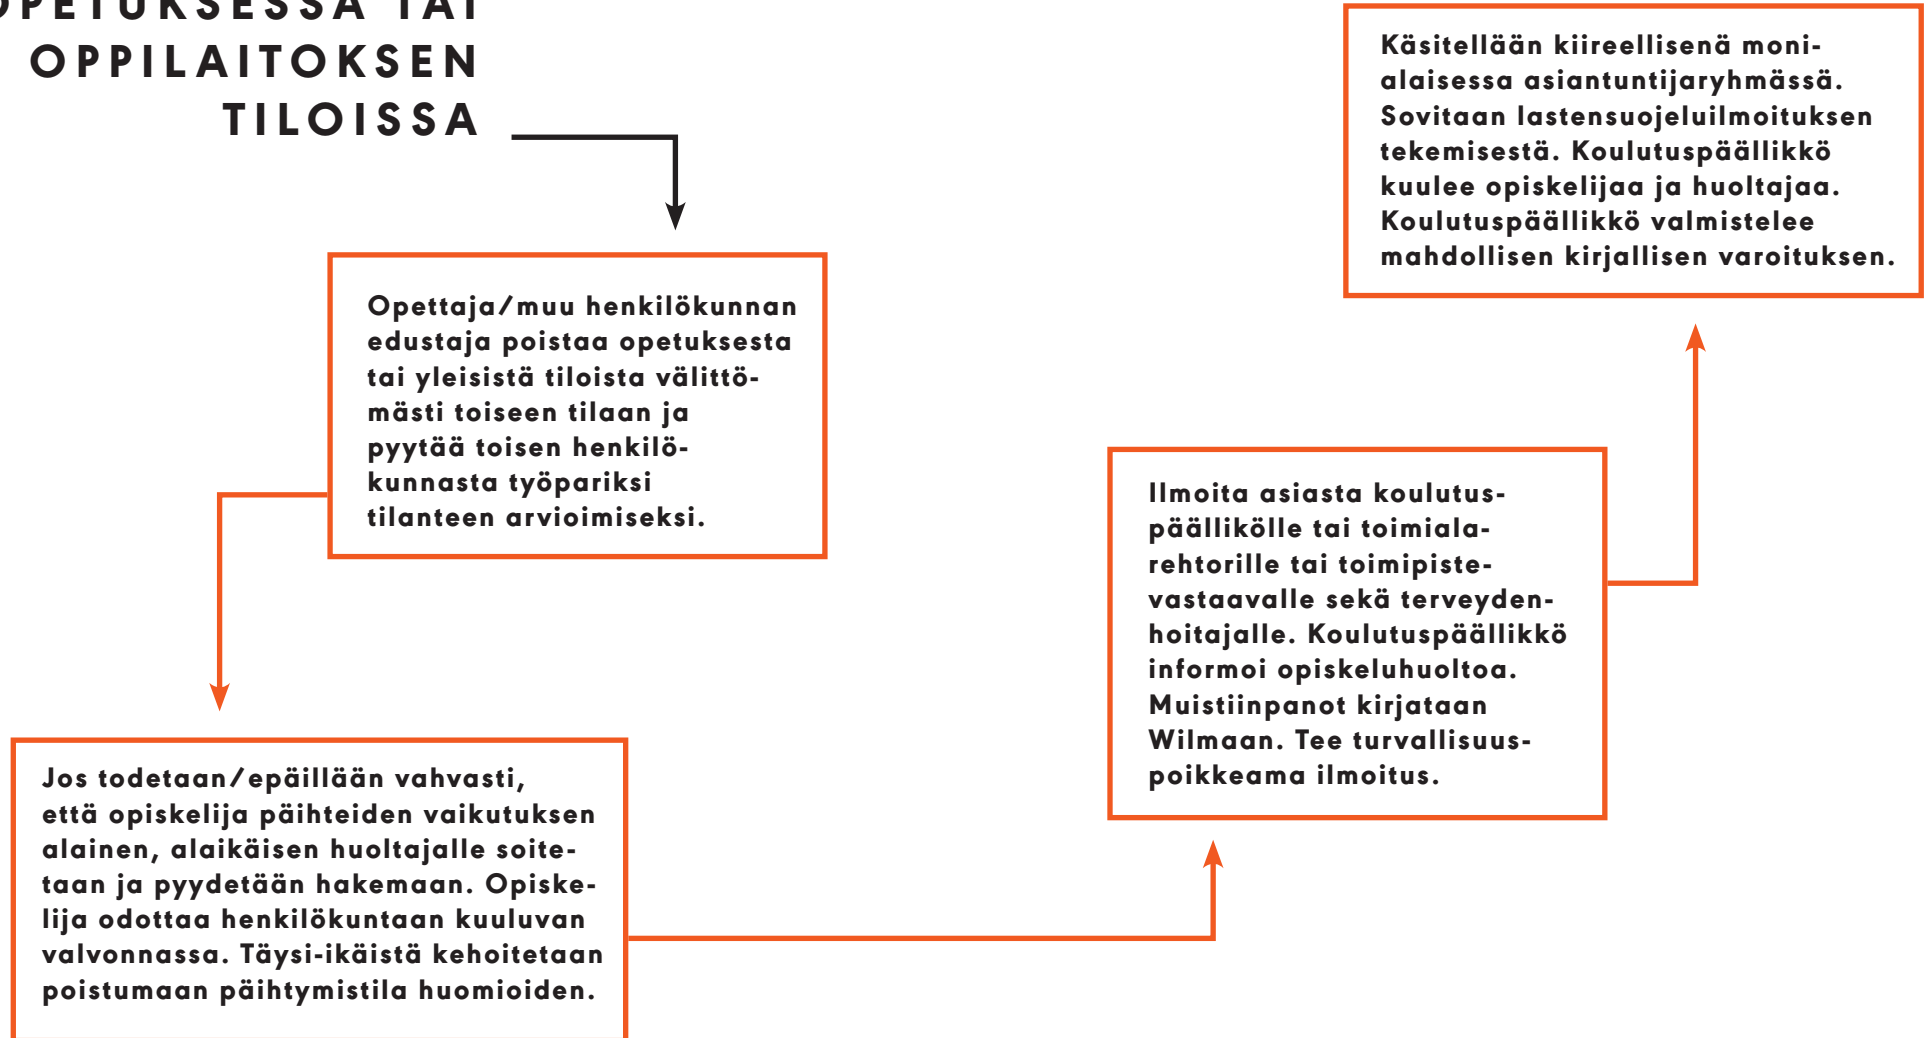 OPETUKSESSA TAI
OPPILAITOKSEN
TILOISSA
Opettaja/muu henkilökunnan
edustaja poistaa opetuksesta
tai yleisistä tiloista välittö-
mästi toiseen tilaan ja
pyytää toisen henkilö-
kunnasta työpariksi
tilanteen arvioimiseksi.
Jos todetaan/epäillään vahvasti,
että opiskelija päihteiden vaikutuksen
alainen, alaikäisen huoltajalle soite-
taan ja pyydetään hakemaan. Opiske-
lija odottaa henkilökuntaan kuuluvan
valvonnassa. Täysi-ikäistä kehoitetaan
poistumaan päihtymistila huomioiden.
Ilmoita asiasta koulutus-
päällikölle tai toimiala-
rehtorille tai toimipiste-
vastaavalle sekä terveyden-
hoitajalle. Koulutuspäällikkö
informoi opiskeluhuoltoa.
Muistiinpanot kirjataan
Wilmaan. Tee turvallisuus-
poikkeama ilmoitus.
Käsitellään kiireellisenä moni-
alaisessa asiantuntijaryhmässä.
Sovitaan lastensuojeluilmoituksen
tekemisestä. Koulutuspäällikkö
kuulee opiskelijaa ja huoltajaa.
Koulutuspäällikkö valmistelee
mahdollisen kirjallisen varoituksen.